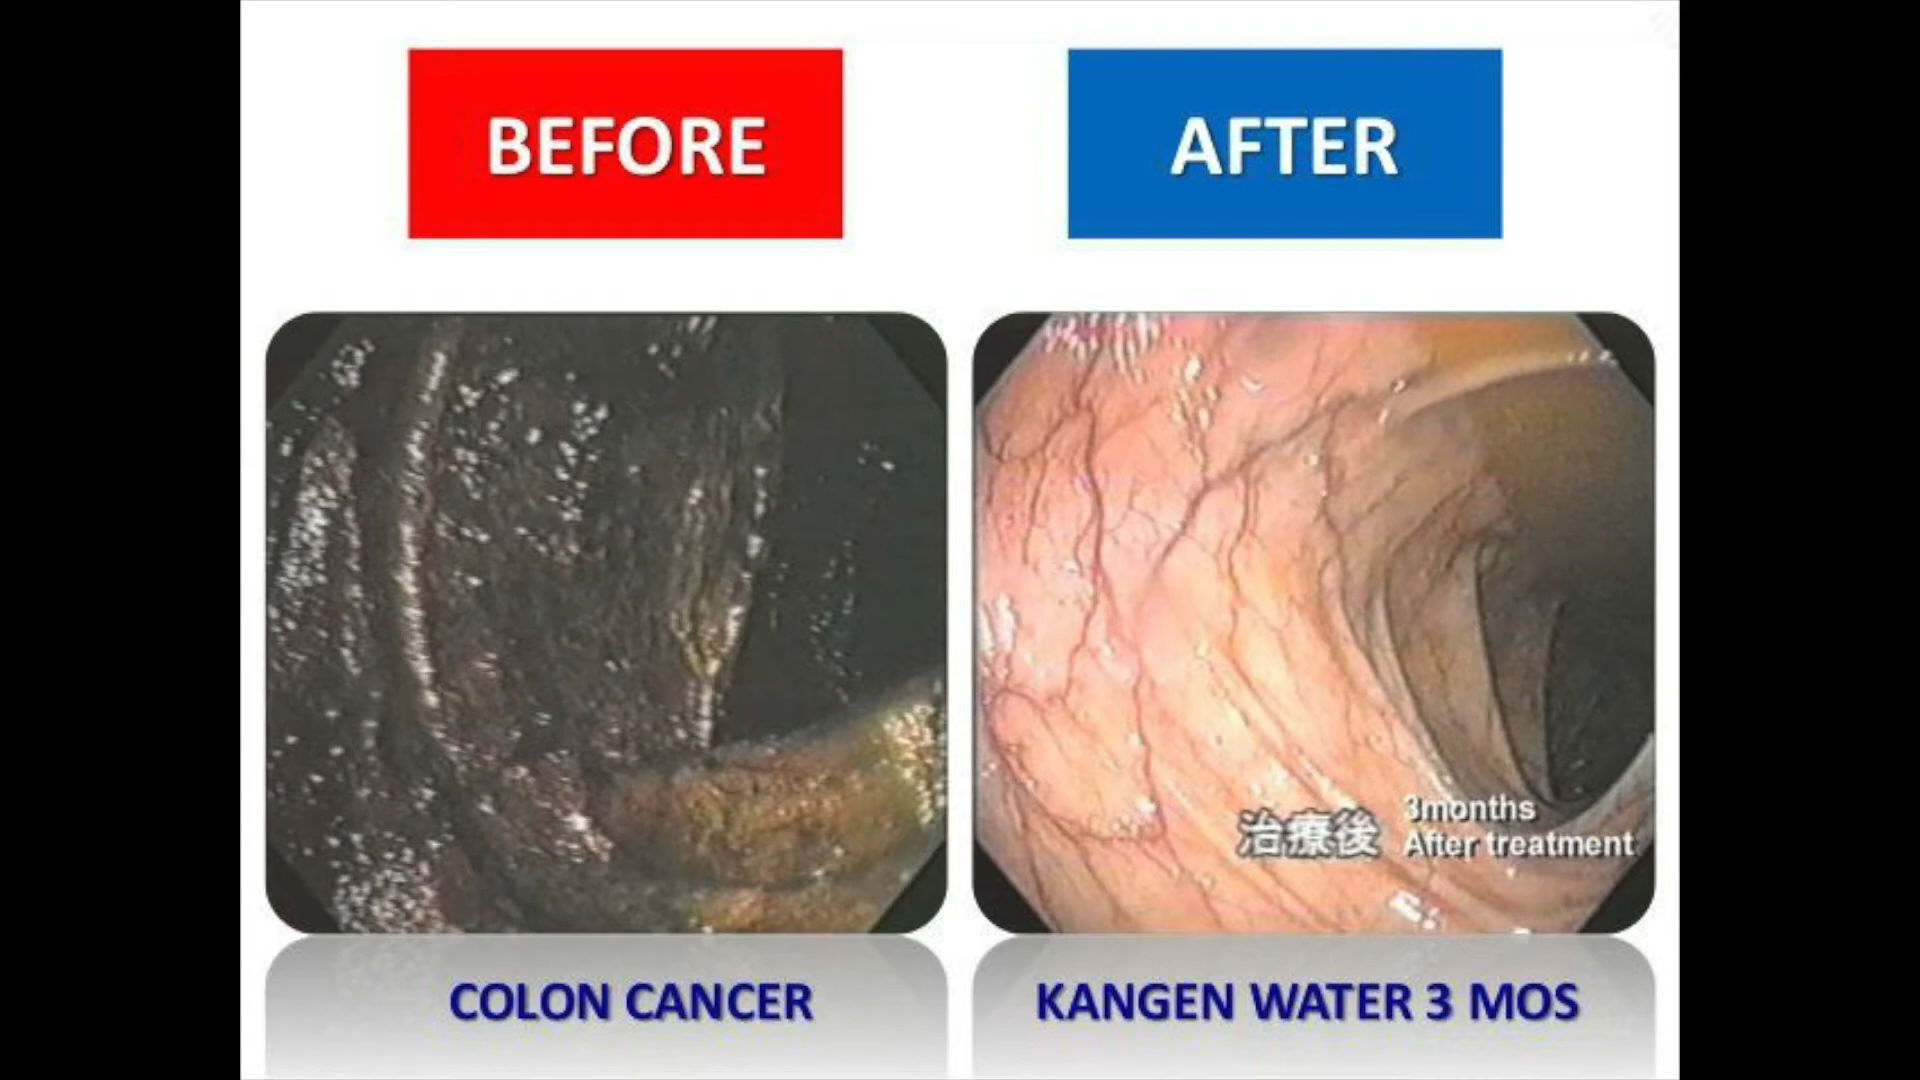 BEFORE
AFTER
治療後
3months
After treatment
COLON CANCER
KANGEN WATER 3 MOS